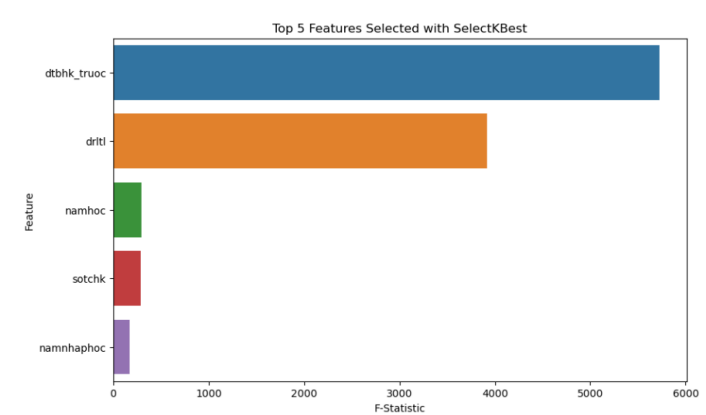 Top 5 Features Selected with SelectKBest
Feature
dtbhk_truoc
drltl
namhoc
sotchk
namnhaphoc
0 1000 2000 3000 4000 5000 6000
F-Statistic